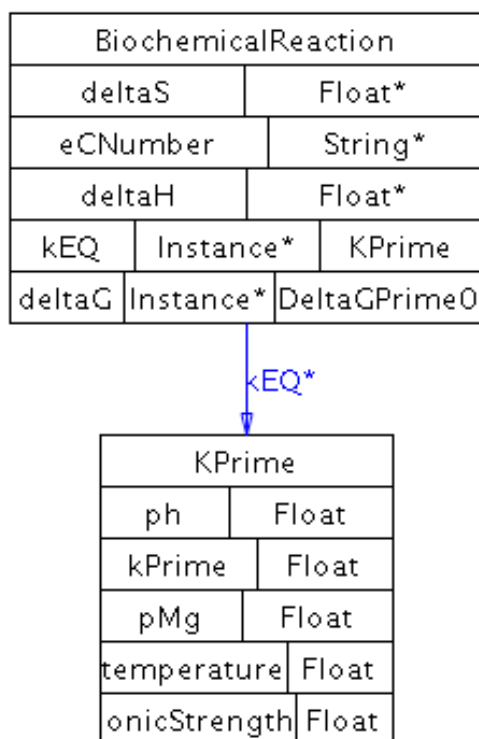 BiochemicalReaction
deltaS Float*
eCNumber String*
deltaH Float*
kEQ Instance* KPrime
deltaG Instance* DeltaGPrime0
kEQ*
KPrime
ph Float
kPrime Float
pMg Float
temperature Float
onicStrength Float